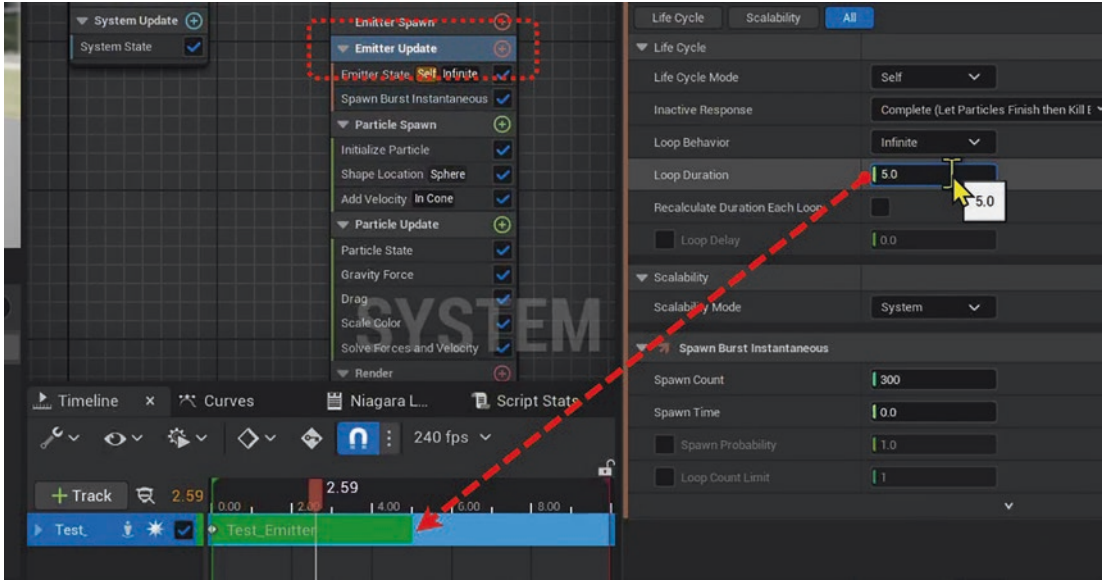 System Update
System State
Emitter Spawn
Emitter Update
Emitter State Self Infinite
Spawn Burst Instantaneous
Particle Spawn
Initialize Particle
Shape Location Sphere
Add Velocity In Cone
Particle Update
Particle State
Gravity Force
Drag
Scale Color
Solve Forces and Velocity
Render
SYSTEM
Life Cycle Scalability All
Life Cycle
Life Cycle Mode Self
Inactive Response Complete (Let Particles Finish then Kill E
Loop Behavior Infinite
Loop Duration 5.0
5.0
Recalculate Duration Each Loop
Loop Delay 0.0
Scalability
Scalability Mode System
Spawn Burst Instantaneous
Spawn Count 300
Spawn Time 0.0
Spawn Probability 1.0
Loop Count Limit 1
Timeline Curves Niagara L... Script Stats
240 fps
Track 2.59 2.59
0.00 2.00 4.00 6.00 8.00
Test_ Test_Emitter